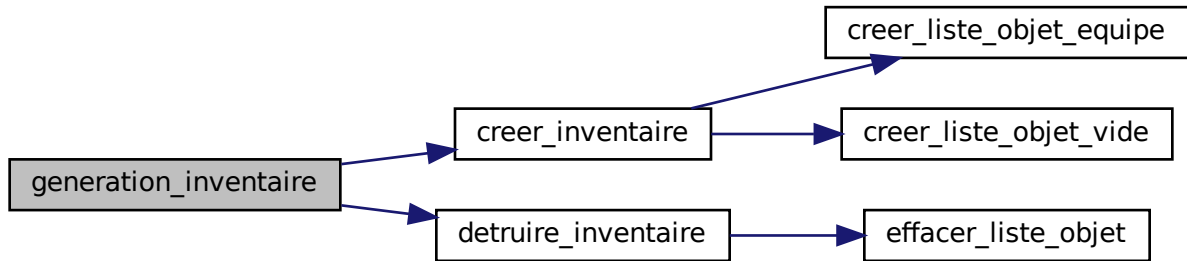 creer_liste_objet_equipe
creer_inventaire
creer_liste_objet_vide
generation_inventaire
detruire_inventaire
effacer_liste_objet